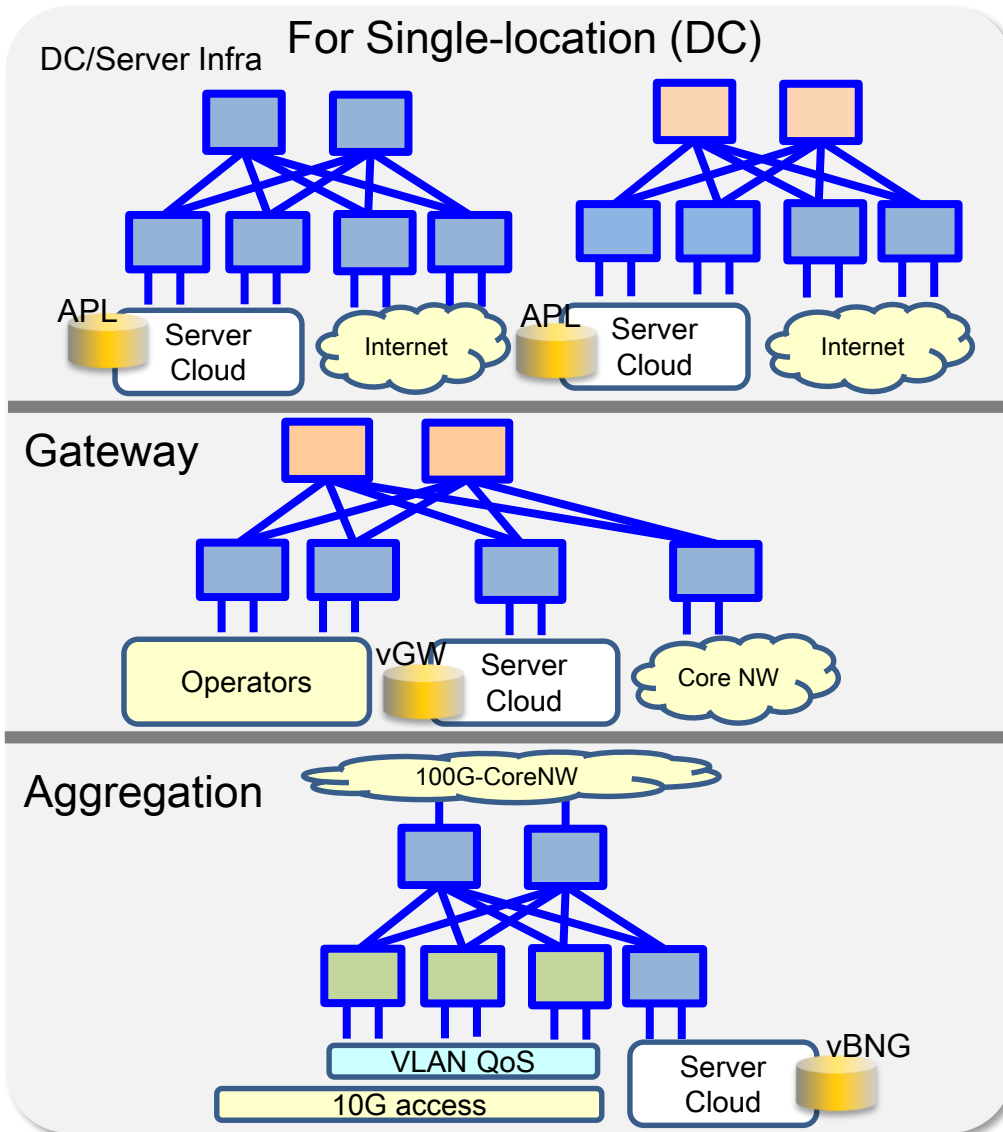 For Single-location (DC)
DC/Server Infra
APL
Server
Cloud
Internet
APL
Server
Cloud
Internet
Gateway
Operators
vGW
Server
Cloud
Core NW
Aggregation
100G-CoreNW
VLAN QoS
10G access
Server
Cloud
vBNG